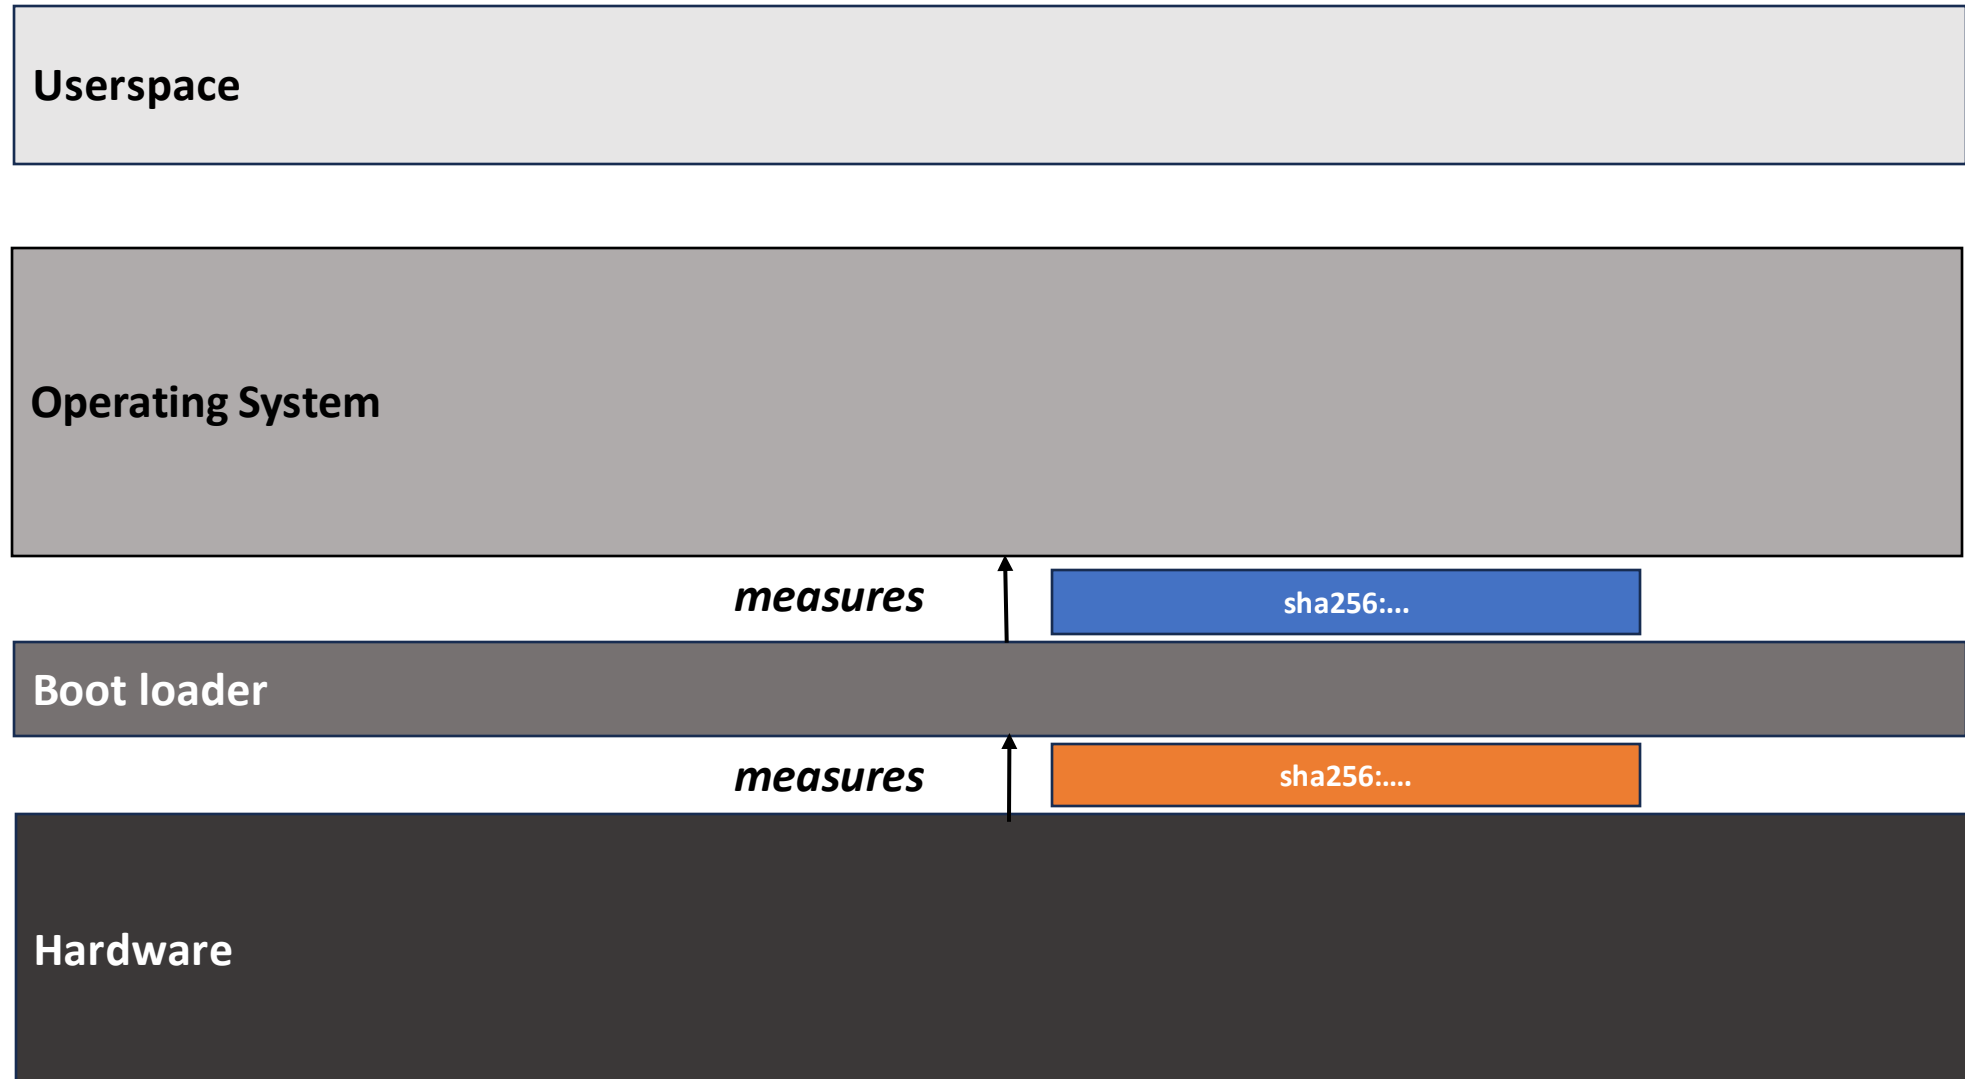 Userspace
Operating System
measures
sha256:...
Boot loader
measures
sha256:....
Hardware